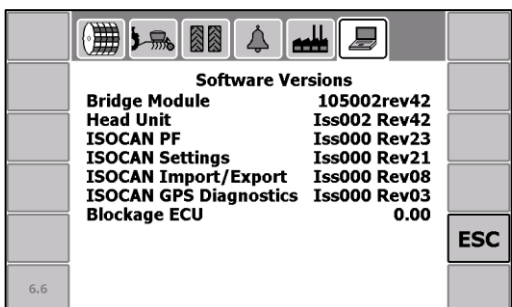 Software Versions
Bridge Module 105002rev42
Head Unit Iss002 Rev42
ISOCAN PF Iss000 Rev23
ISOCAN Settings Iss000 Rev21
ISOCAN Import/Export Iss000 Rev08
ISOCAN GPS Diagnostics Iss000 Rev03
Blockage ECU 0.00
ESC
6.6